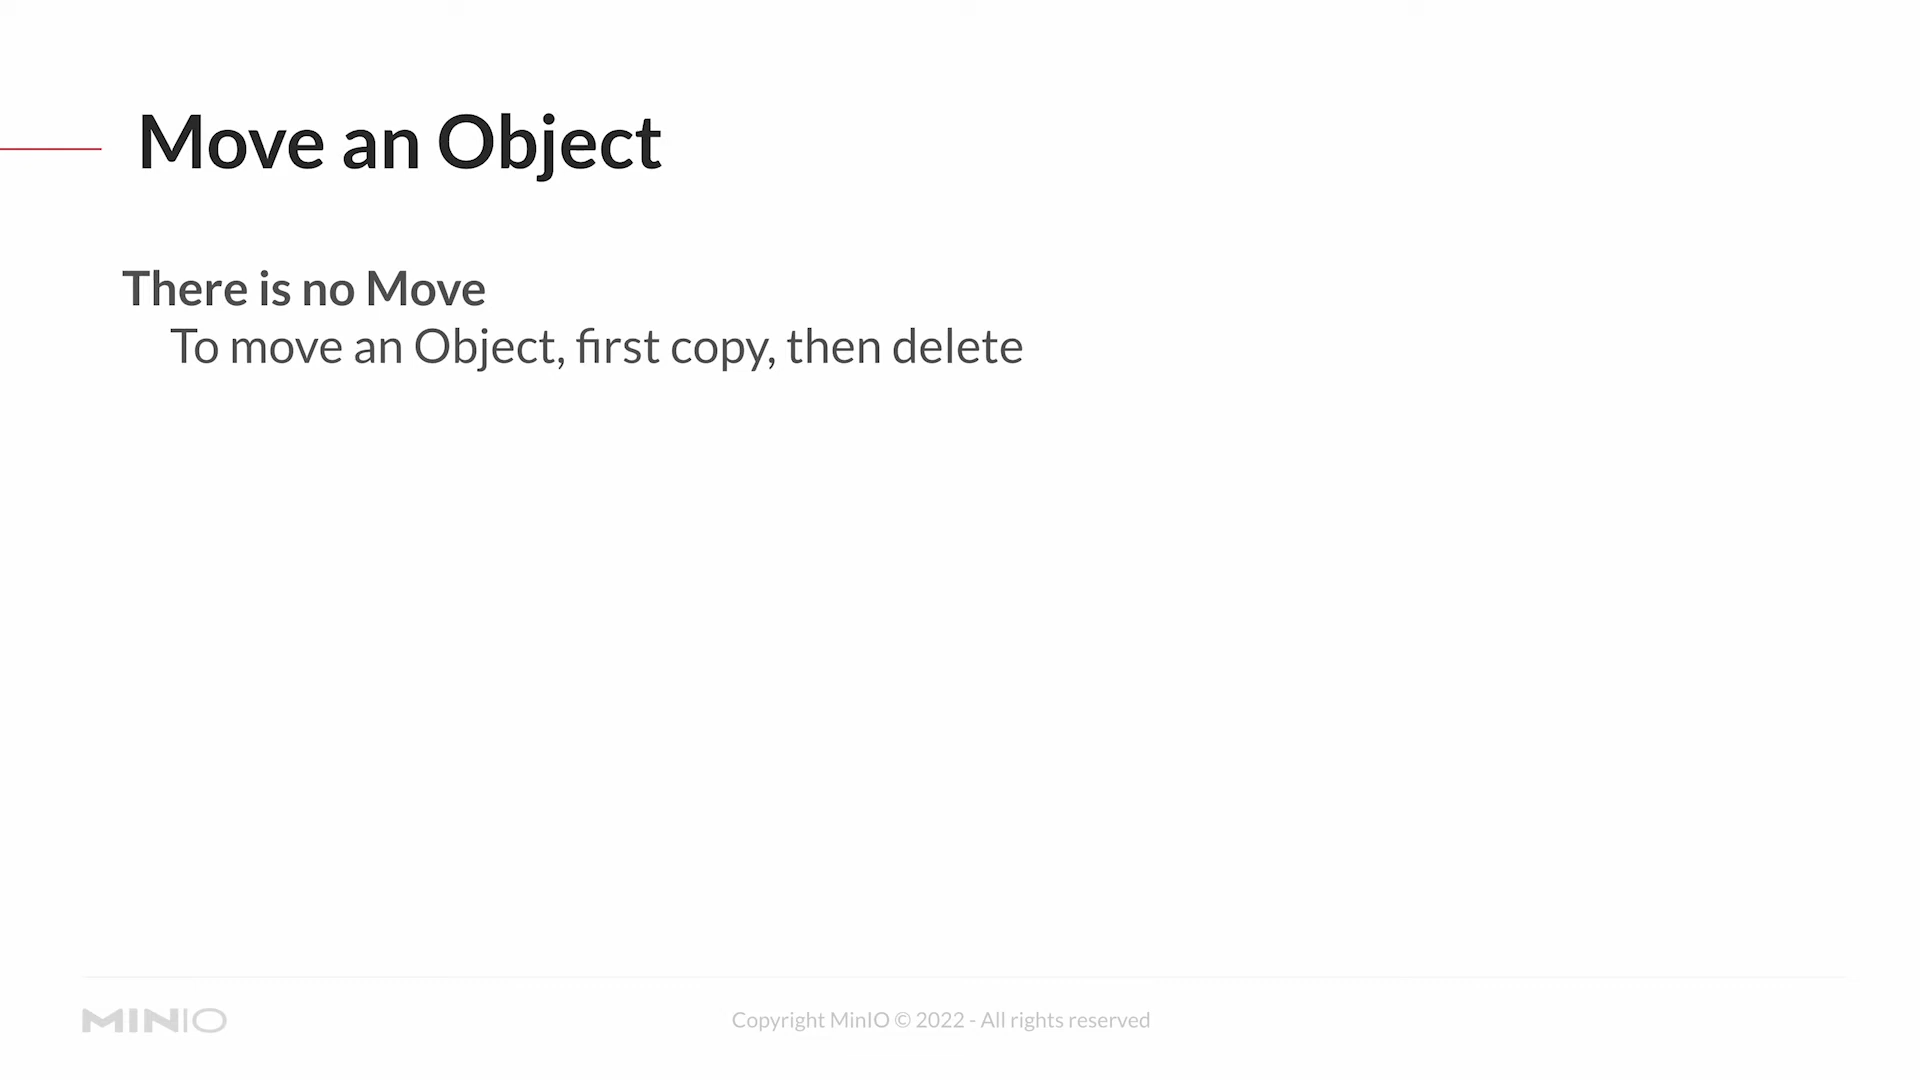 Move an Object
There is no Move
To move an Object, first copy, then delete
MINIO
Copyright MinIO © 2022 - All rights reserved